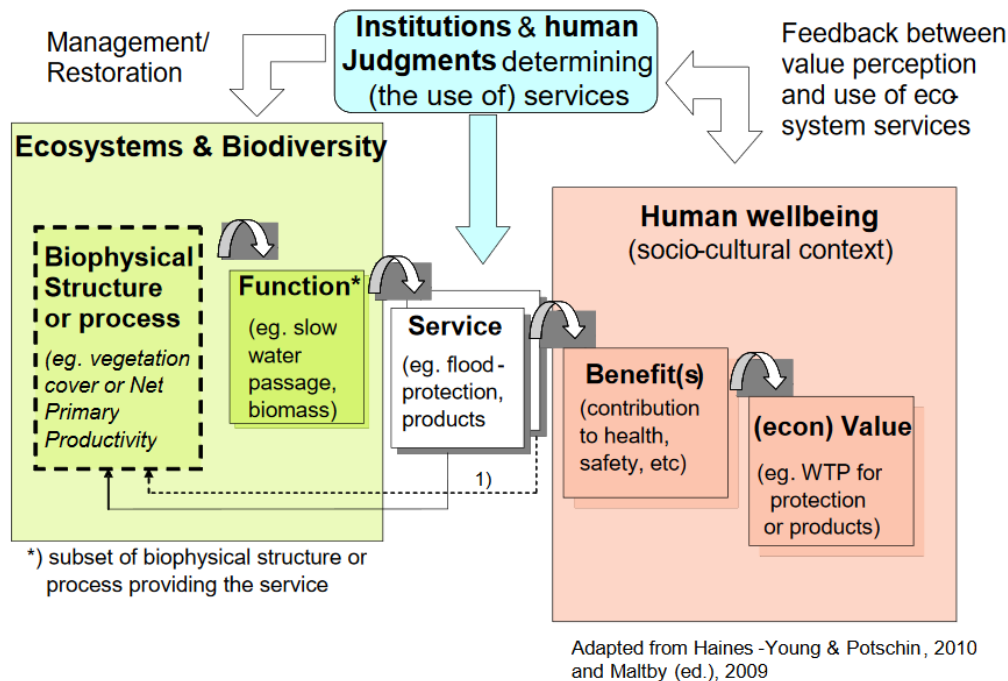 Management/
Restoration
Institutions & human
Judgments determining
(the use of) services
Feedback between
value perception
and use of eco-
system services
Ecosystems & Biodiversity
Biophysical
Structure
or process
(eg. vegetation
cover or Net
Primary
Productivity
Function*
(eg. slow
water
passage,
biomass)
Service
(eg. flood-
protection,
products
Human wellbeing
(socio-cultural context)
Benefit(s)
(contribution
to health,
safety, etc)
(econ) Value
(eg. WTP for
protection
or products)
1)
*) subset of biophysical structure or
process providing the service
Adapted from Haines-Young & Potschin, 2010
and Maltby (ed.), 2009